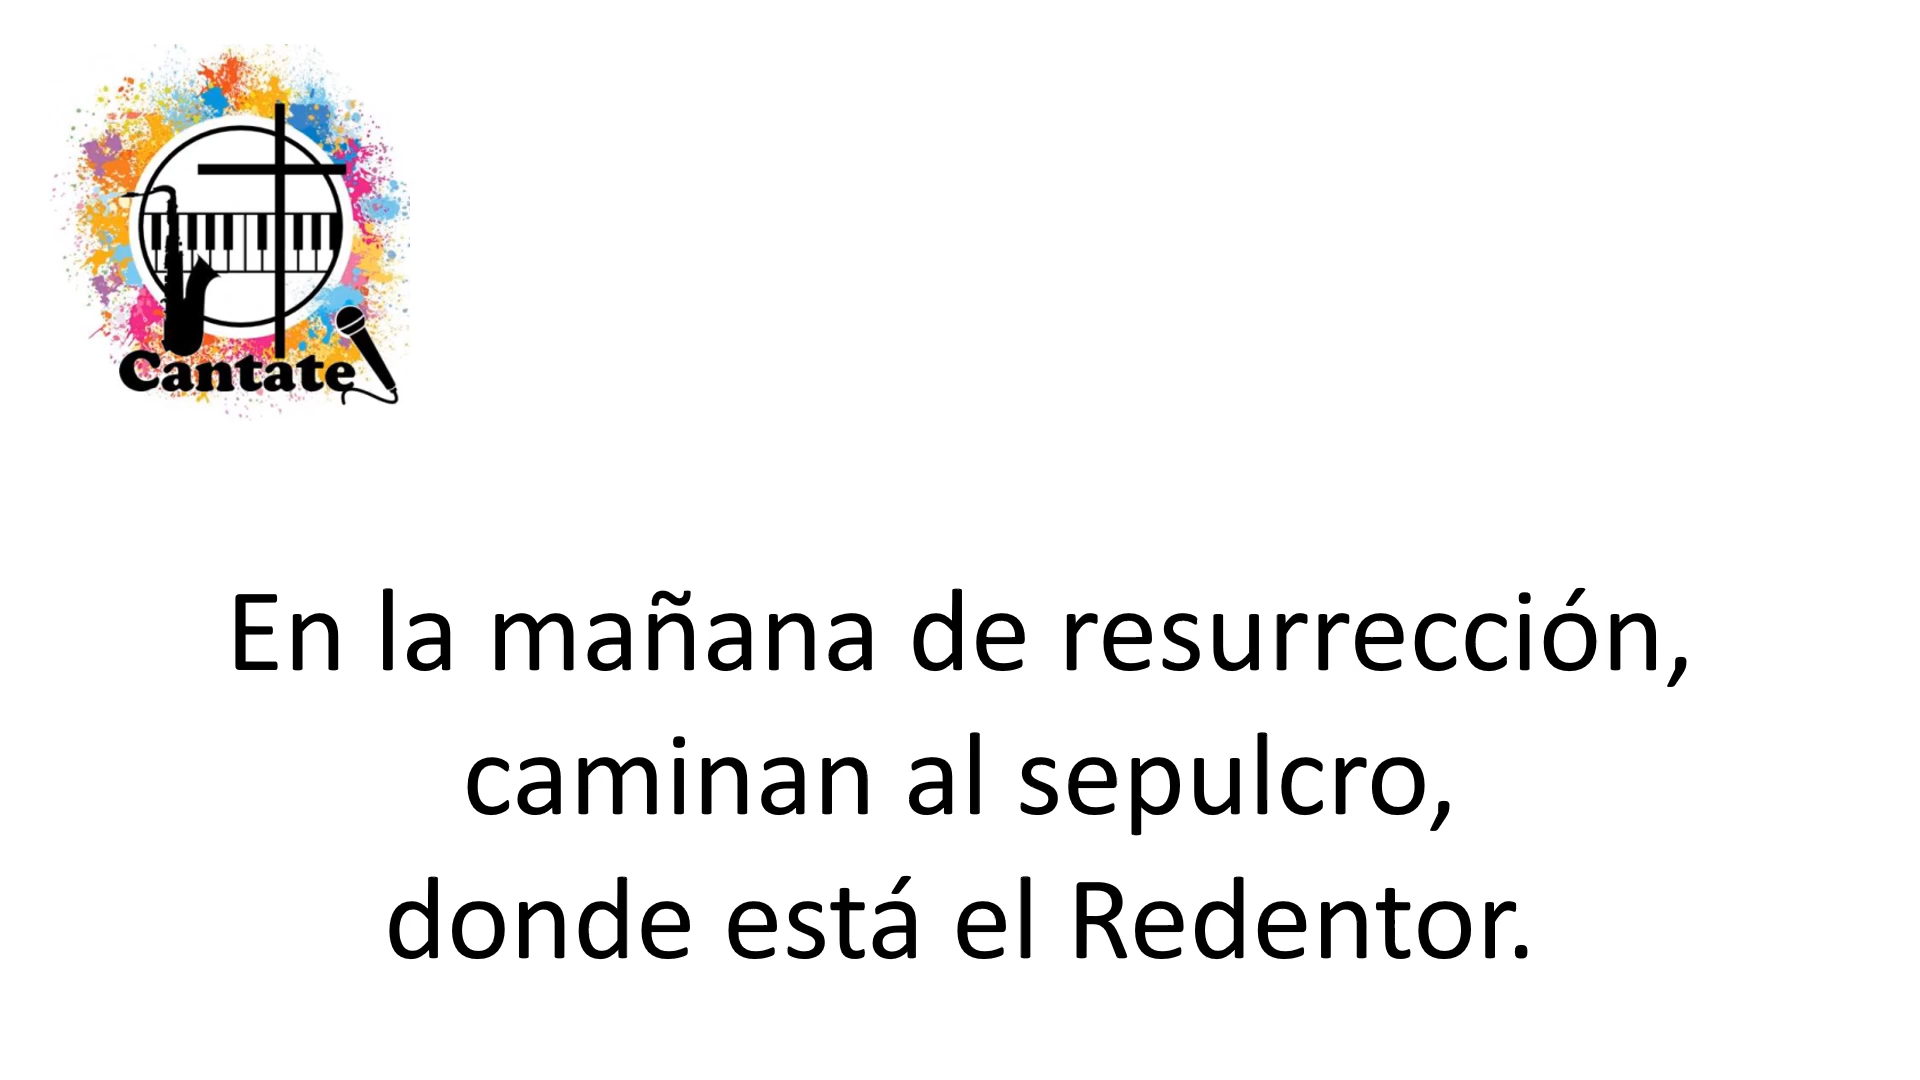 Cantate
En la mañana de resurrección,
caminan al sepulcro,
donde está el Redentor.